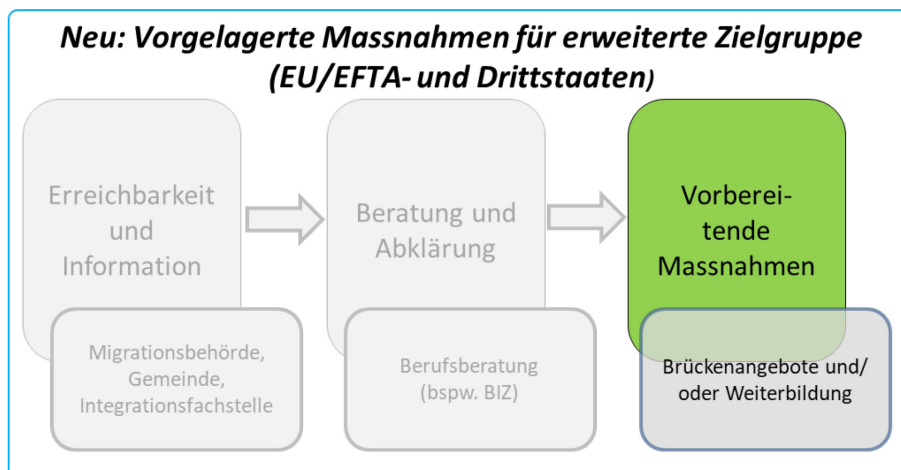 Neu: Vorgelagerte Massnahmen für erweiterte Zielgruppe
(EU/EFTA- und Drittstaaten)
Erreichbarkeit
und
Information
Migrationsbehörde,
Gemeinde,
Integrationsfachstelle
Beratung und
Abklärung
Berufsberatung
(bspw. BIZ)
Vorberei-
tende
Massnahmen
Brückenangebote und/
oder Weiterbildung